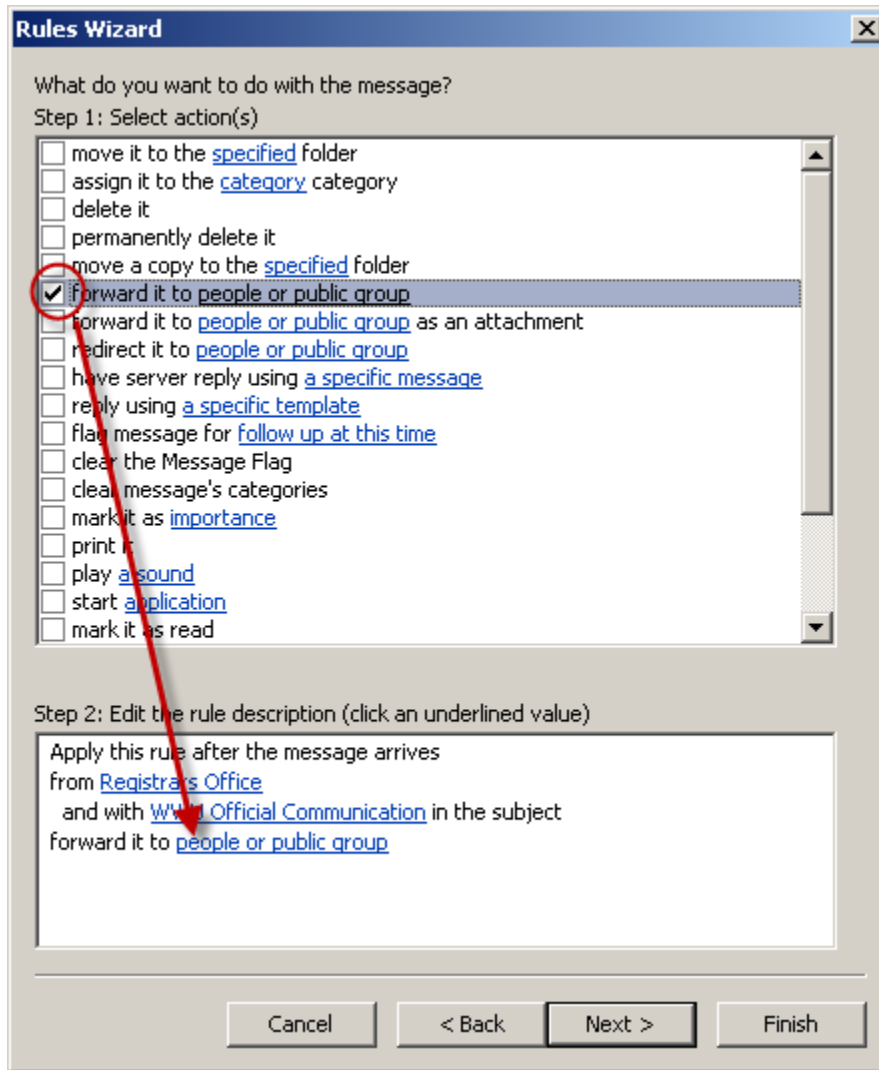 Rules Wizard
What do you want to do with the message?
Step 1: Select action(s)
move it to the specified folder
assign it to the category category
delete it
permanently delete it
move a copy to the specified folder
forward it to people or public group
forward it to people or public group as an attachment
redirect it to people or public group
have server reply using a specific message
reply using a specific template
flag message for follow up at this time
clear the Message Flag
clear message's categories
mark it as importance
print it
play a sound
start application
mark it as read
Step 2: Edit the rule description (click an underlined value)
Apply this rule after the message arrives
from Registrars Office
and with WWU Official Communication in the subject
forward it to people or public group
Cancel
< Back
Next >
Finish